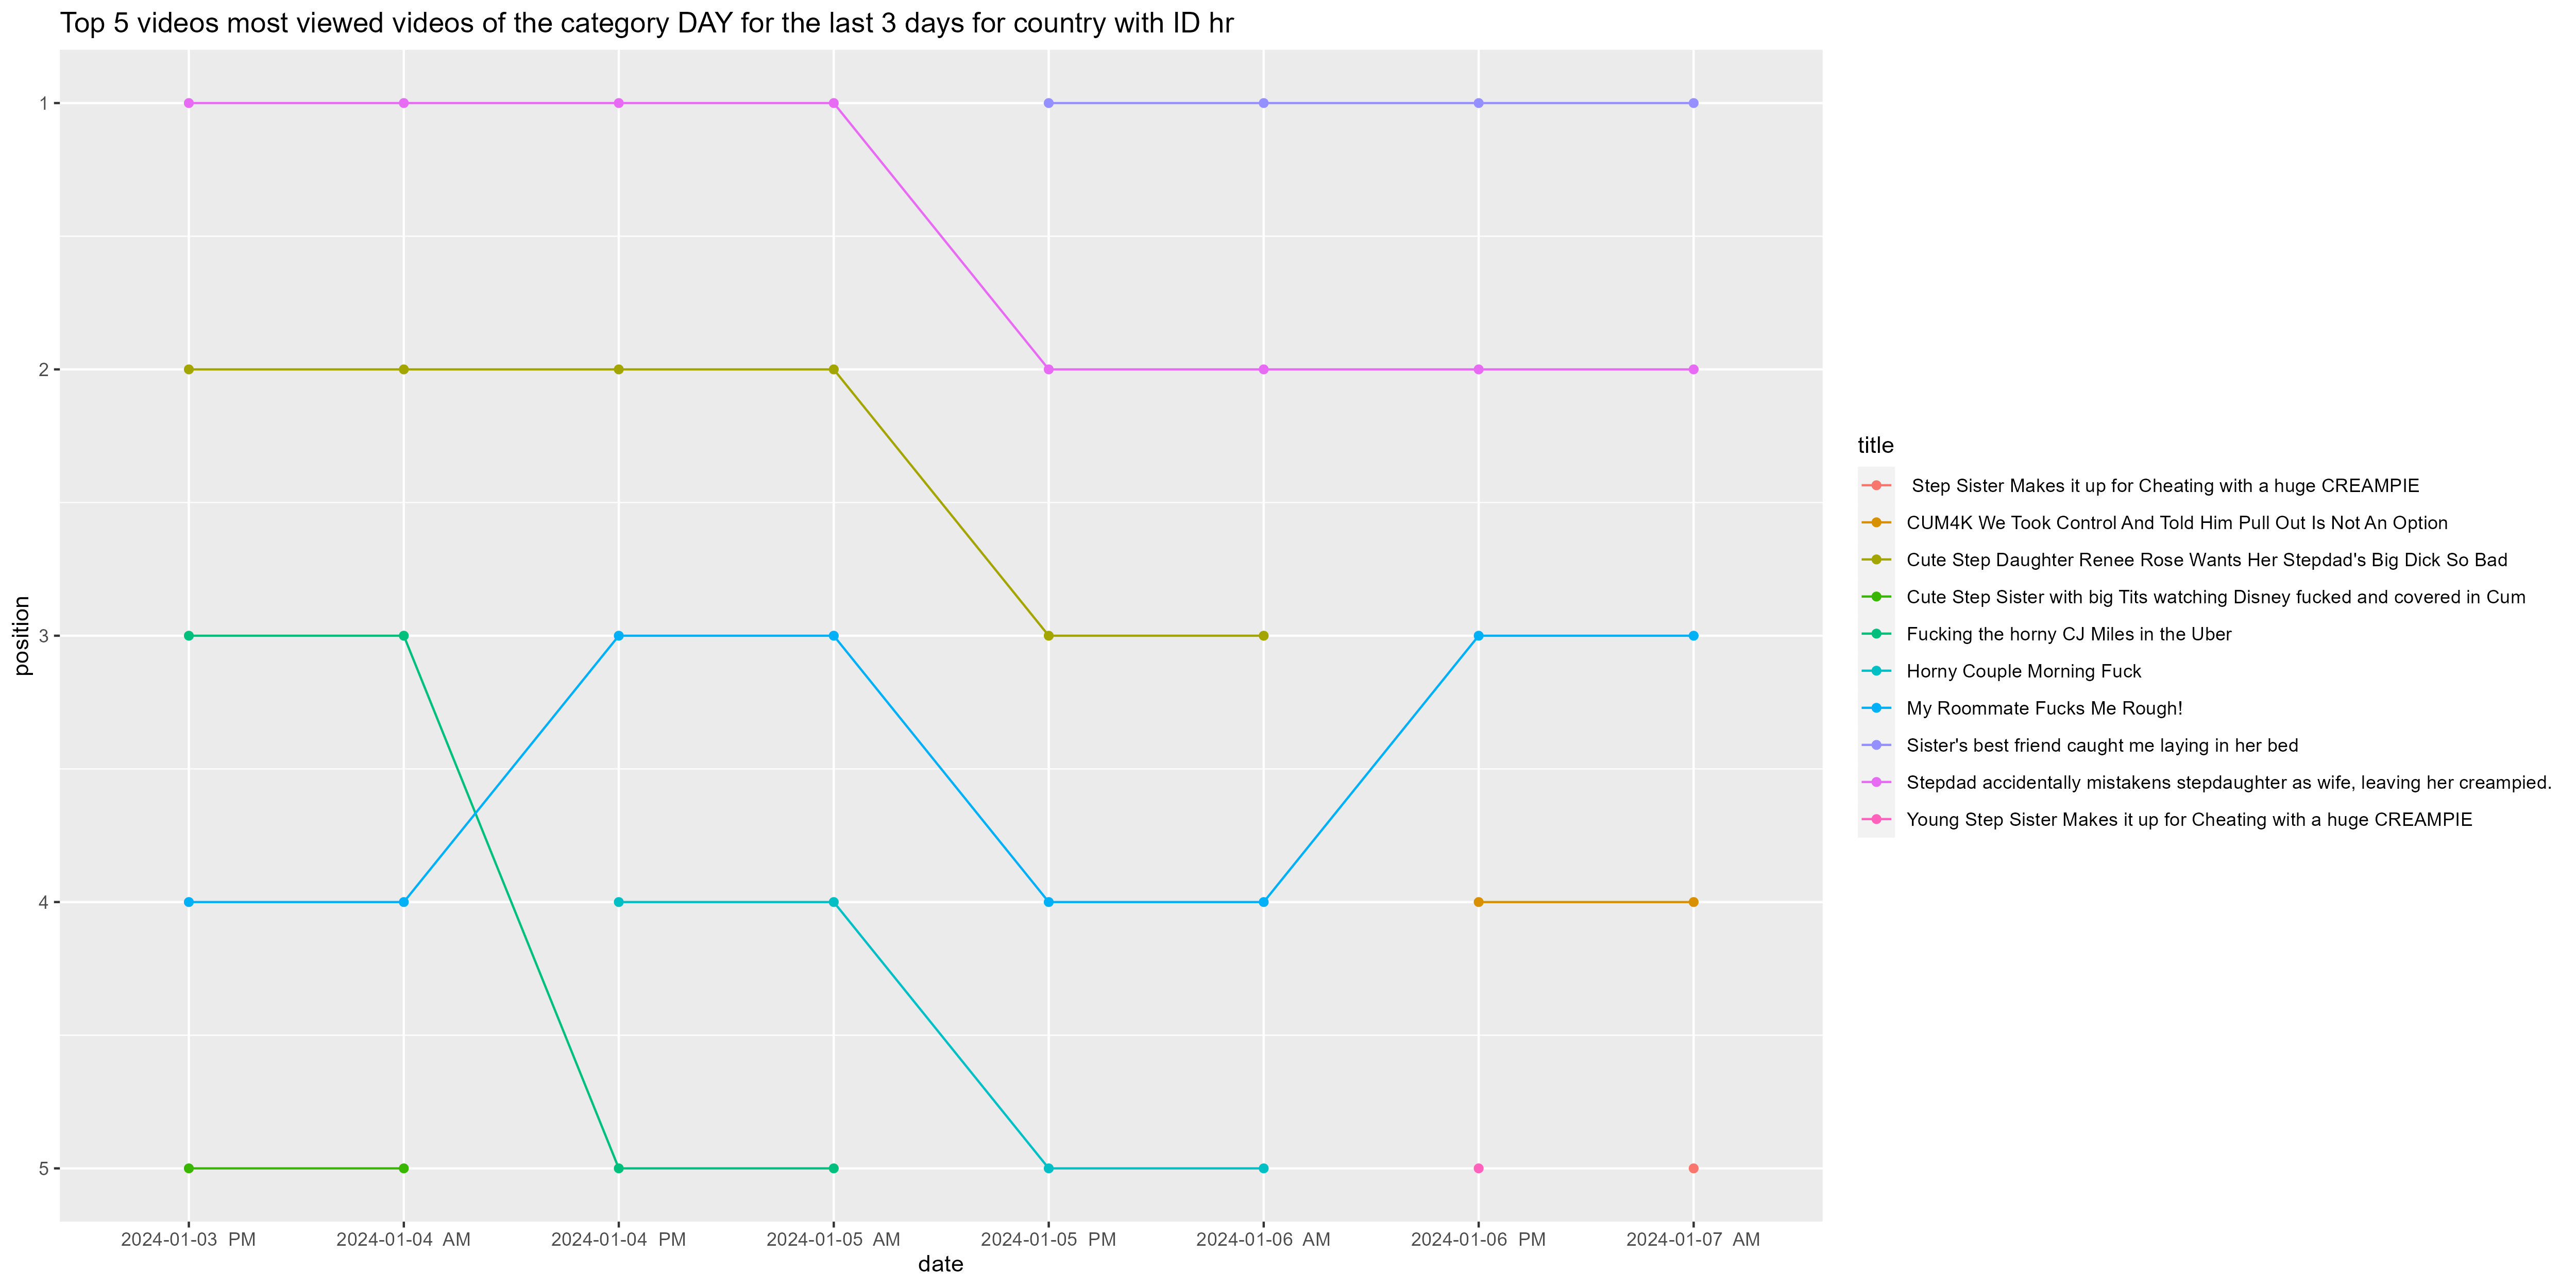 Top 5 videos most viewed videos of the category DAY for the last 3 days for country with ID hr
position
1
2
3
4
5
2024-01-03 PM
2024-01-04 AM
2024-01-04 PM
2024-01-05 AM
2024-01-05 PM
2024-01-06 AM
2024-01-06 PM
2024-01-07 AM
date
title
Step Sister Makes it up for Cheating with a huge CREAMPIE
CUM4K We Took Control And Told Him Pull Out Is Not An Option
Cute Step Daughter Renee Rose Wants Her Stepdad's Big Dick So Bad
Cute Step Sister with big Tits watching Disney fucked and covered in Cum
Fucking the horny CJ Miles in the Uber
Horny Couple Morning Fuck
My Roommate Fucks Me Rough!
Sister's best friend caught me laying in her bed
Stepdad accidentally mistakens stepdaughter as wife, leaving her creampied.
Young Step Sister Makes it up for Cheating with a huge CREAMPIE